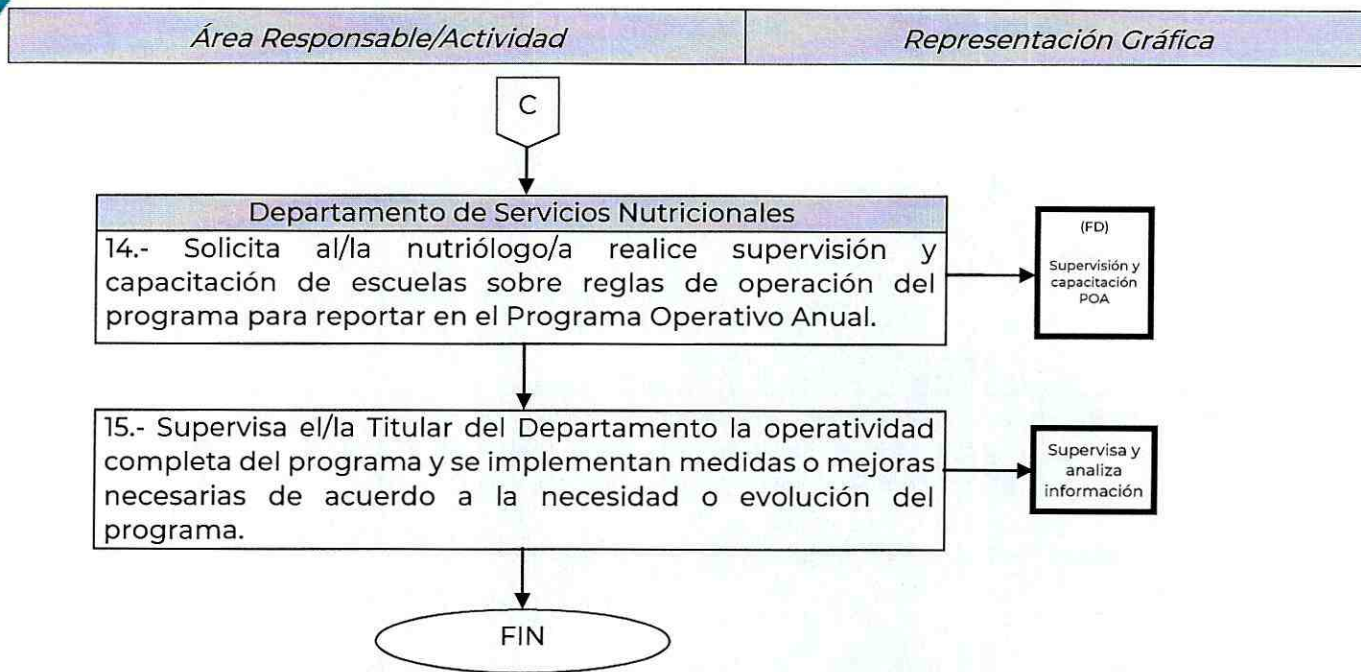 Área Responsable/Actividad
Representación Gráfica
C
Departamento de Servicios Nutricionales
14.- Solicita al/la nutriólogo/a realice supervisión y
capacitación de escuelas sobre reglas de operación del
programa para reportar en el Programa Operativo Anual.
(FD)
Supervisión y
capacitación
POA
15.- Supervisa el/la Titular del Departamento la operatividad
completa del programa y se implementan medidas o mejoras
necesarias de acuerdo a la necesidad o evolución del
programa.
Supervisa y
analiza
información
FIN